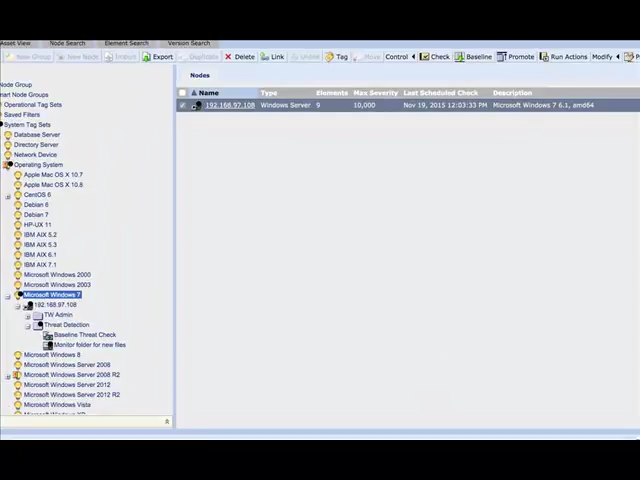 Asset View Node Search Element Search Version Search
New Group New Node Import Export Duplicate Delete Link Unlink Tag Move Control Check Baseline Promote Run Actions Modify
Nodes
Name Type Elements Max Severity Last Scheduled Check Description
192.168.97.108 Windows Server 9 10,000 Nov 19, 2015 12:03:33 PM Microsoft Windows 7 6.1, amd64
Node Group
mart Node Groups
Operational Tag Sets
Saved Filters
System Tag Sets
Database Server
Directory Server
Network Device
Operating System
Apple Mac OS X 10.7
Apple Mac OS X 10.8
CentOS 6
Debian 6
Debian 7
HP-UX 11
IBM AIX 5.2
IBM AIX 5.3
IBM AIX 6.1
IBM AIX 7.1
Microsoft Windows 2000
Microsoft Windows 2003
Microsoft Windows 7
192.168.97.108
TW Admin
Threat Detection
Baseline Threat Check
Monitor folder for new files
Microsoft Windows 8
Microsoft Windows Server 2008
Microsoft Windows Server 2008 R2
Microsoft Windows Server 2012
Microsoft Windows Server 2012 R2
Microsoft Windows Vista